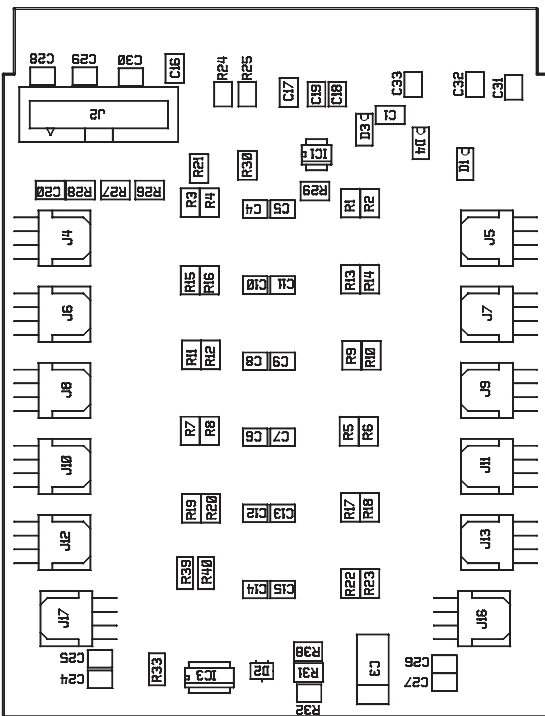 C28 C29 C30 C16 R24 R25 C17 C19 C18 C33 C32 C31
J2 D3 C1 D4
R21 R30 IC1 D1
C20 R28 R27 R26 R29
R3 R4 C4 C5 R1 R2
J4 J5
R15 R16 C10 C11 R13 R14
J6 J7
R11 R12 C8 C9 R9 R10
J8 J9
R7 R8 C6 C7 R5 R6
J10 J11
R19 R20 C12 C13 R17 R18
J12 J13
R39 R40 C14 C15 R22 R23
J17 J16
C25 R38 C26
C24 R33 IC3 D2 R31 C3 C27
R32